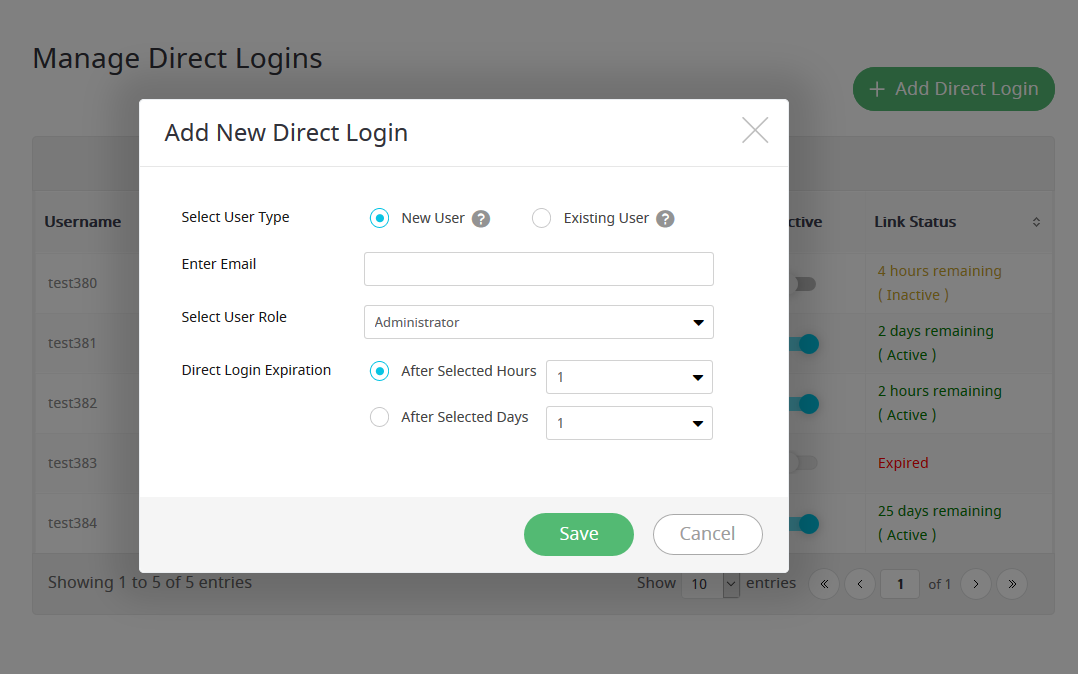 Manage Direct Logins
+ Add Direct Login
Add New Direct Login
Select User Type New User ? Existing User ?
Enter Email
Select User Role Administrator
Direct Login Expiration After Selected Hours 1
After Selected Days 1
Save Cancel
Username ctive Link Status
test380 4 hours remaining
( Inactive )
test381 2 days remaining
( Active )
test382 2 hours remaining
( Active )
test383 Expired
test384 25 days remaining
( Active )
Showing 1 to 5 of 5 entries Show 10 entries « ‹ 1 of 1 › »